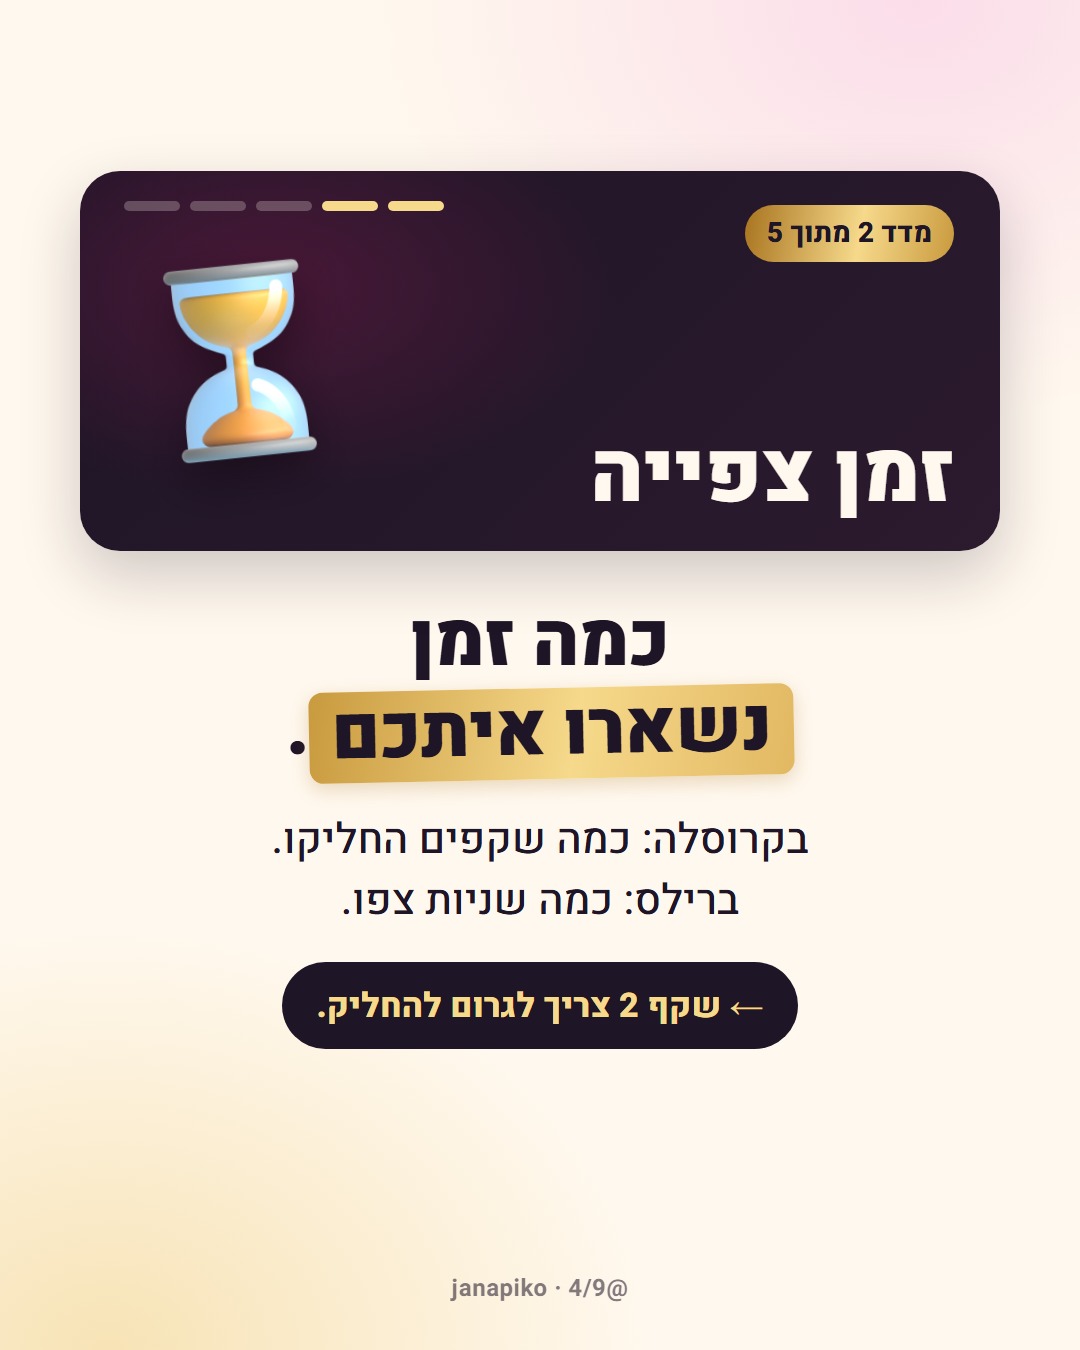 מדד 2 מתוך 5
זמן צפייה
כמה זמן
נשארו איתכם.
בקרוסלה: כמה שקפים החליקו.
ברילס: כמה שניות צפו.
← שקף 2 צריך לגרום להחליק.
janapiko · 4/9@